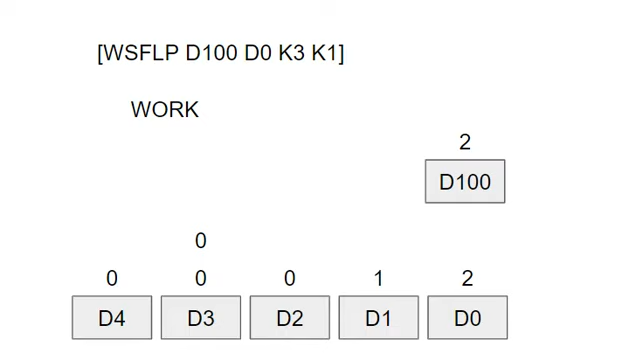 [WSFLP D100 D0 K3 K1]
WORK
2
D100
0
0 0 0 1 2
D4 D3 D2 D1 D0